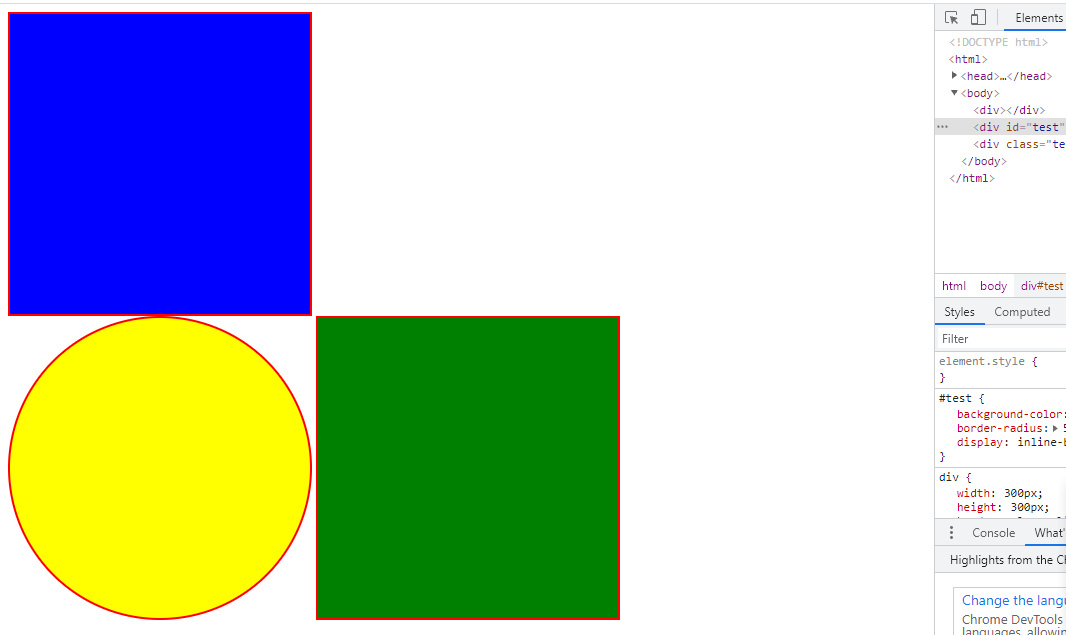 Elements
<!DOCTYPE html>
<html>
<head>…</head>
<body>
<div></div>
<div id="test"
<div class="te
</body>
</html>
html body div#test
Styles Computed
Filter
element.style {
}
#test {
background-color:
border-radius: 5
display: inline-b
}
div {
width: 300px;
height: 300px;
Console What'
Highlights from the Ch
Change the langu
Chrome DevTools
languages, allowing